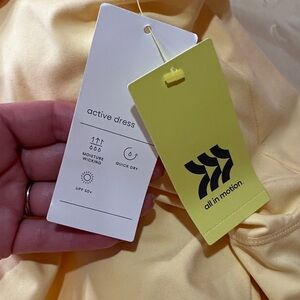 active dress
MOISTURE
WICKING
QUICK DRY
UPF 50+
all in motion